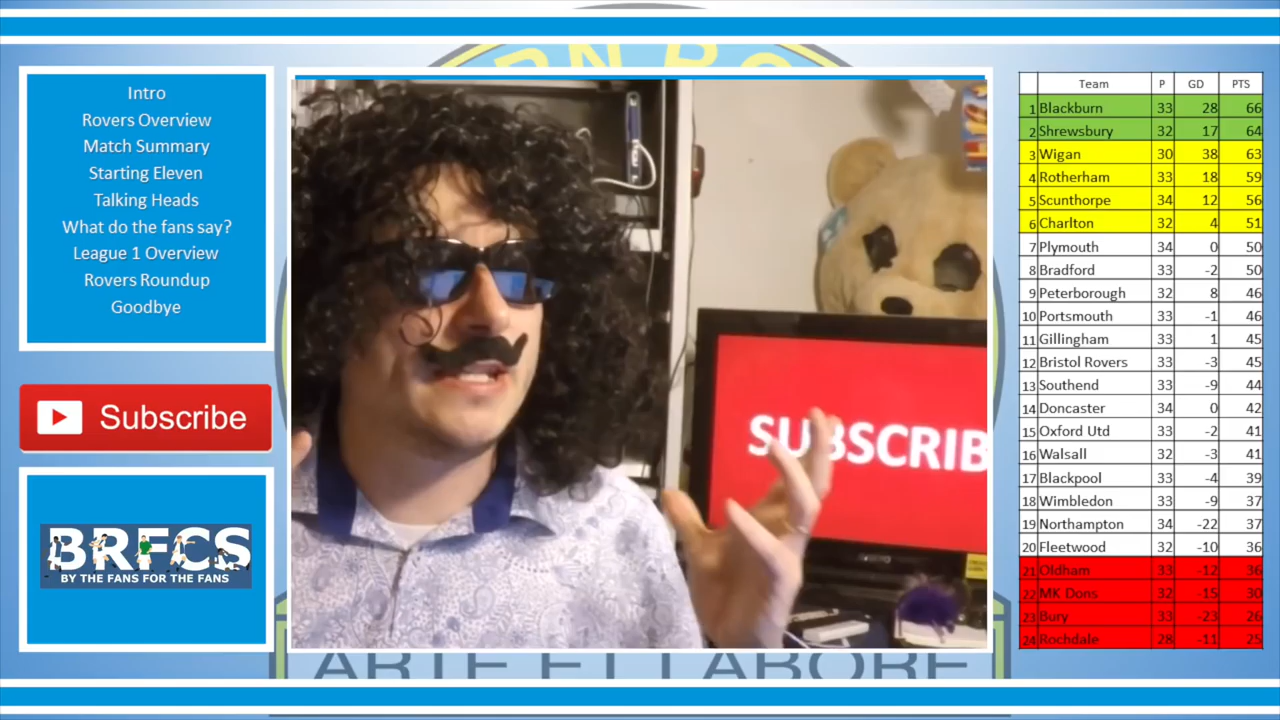 RN RO
Intro
Rovers Overview
Match Summary
Starting Eleven
Talking Heads
What do the fans say?
League 1 Overview
Rovers Roundup
Goodbye
Subscribe
BRFCS
BY THE FANS FOR THE FANS
SUBSCRIB
Team P GD PTS
1 Blackburn 33 28 66
2 Shrewsbury 32 17 64
3 Wigan 30 38 63
4 Rotherham 33 18 59
5 Scunthorpe 34 12 56
6 Charlton 32 4 51
7 Plymouth 34 0 50
8 Bradford 33 -2 50
9 Peterborough 32 8 46
10 Portsmouth 33 -1 46
11 Gillingham 33 1 45
12 Bristol Rovers 33 -3 45
13 Southend 33 -9 44
14 Doncaster 34 0 42
15 Oxford Utd 33 -2 41
16 Walsall 32 -3 41
17 Blackpool 33 -4 39
18 Wimbledon 33 -9 37
19 Northampton 34 -22 37
20 Fleetwood 32 -10 36
21 Oldham 33 -12 36
22 MK Dons 32 -15 30
23 Bury 33 -23 26
24 Rochdale 28 -11 25
ARTE ET LABORE